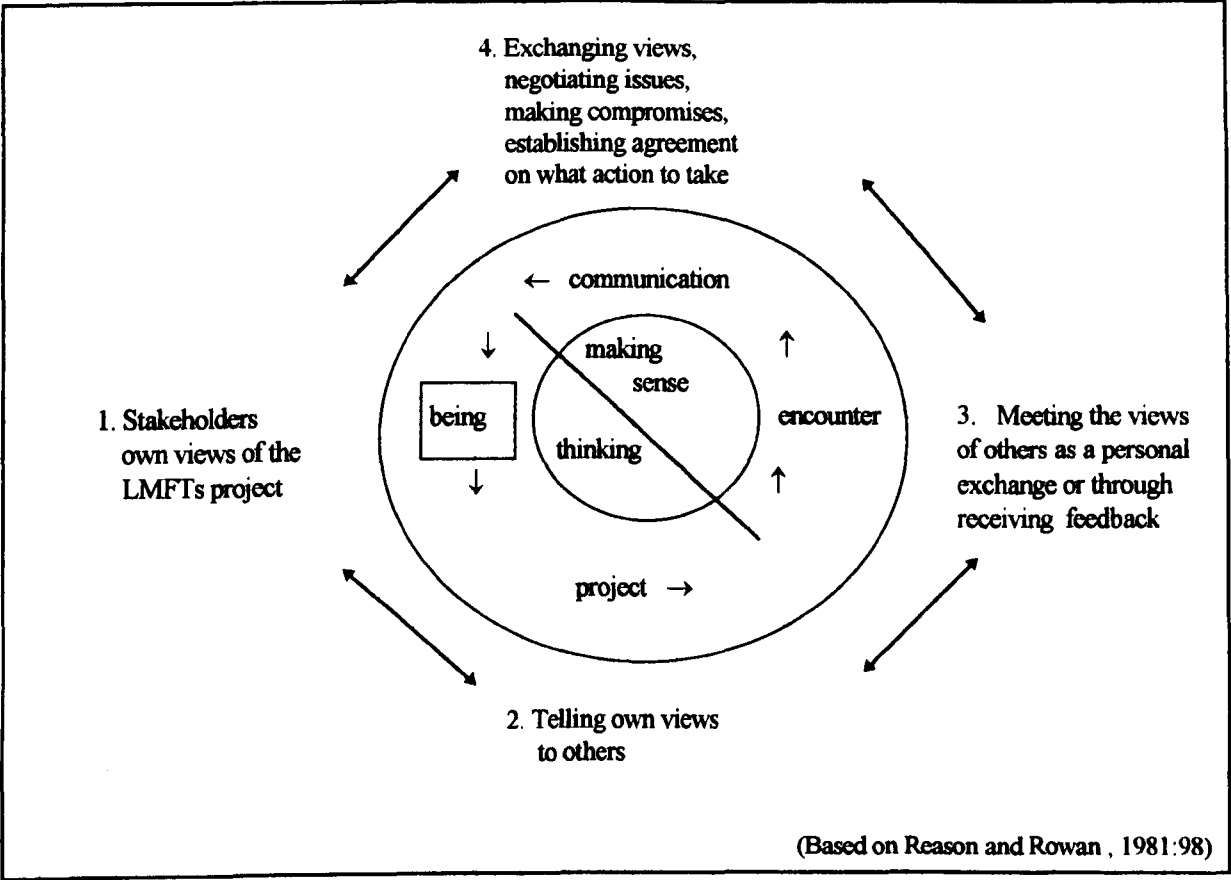 4. Exchanging views,
negotiating issues,
making compromises,
establishing agreement
on what action to take
← communication
↓
↑
making
sense
1. Stakeholders
own views of the
LMFTs project
being
thinking
encounter
3. Meeting the views
of others as a personal
exchange or through
receiving feedback
↓
↑
project →
2. Telling own views
to others
(Based on Reason and Rowan , 1981:98)